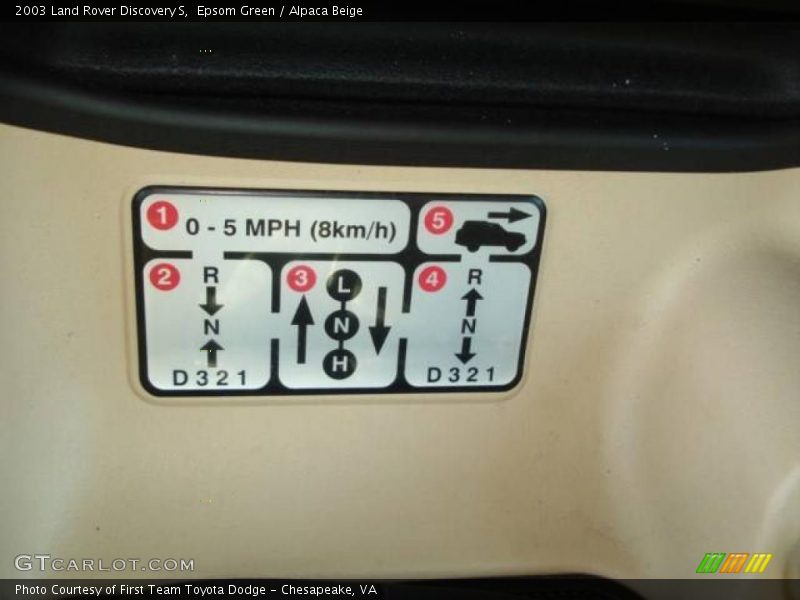 2003 Land Rover Discovery S,  Epsom Green / Alpaca Beige
1 0 - 5 MPH (8km/h)
5
2 R
N
D 3 2 1
3 L
N
H
4 R
N
D 3 2 1
GTCARLOT.COM
Photo Courtesy of First Team Toyota Dodge - Chesapeake, VA